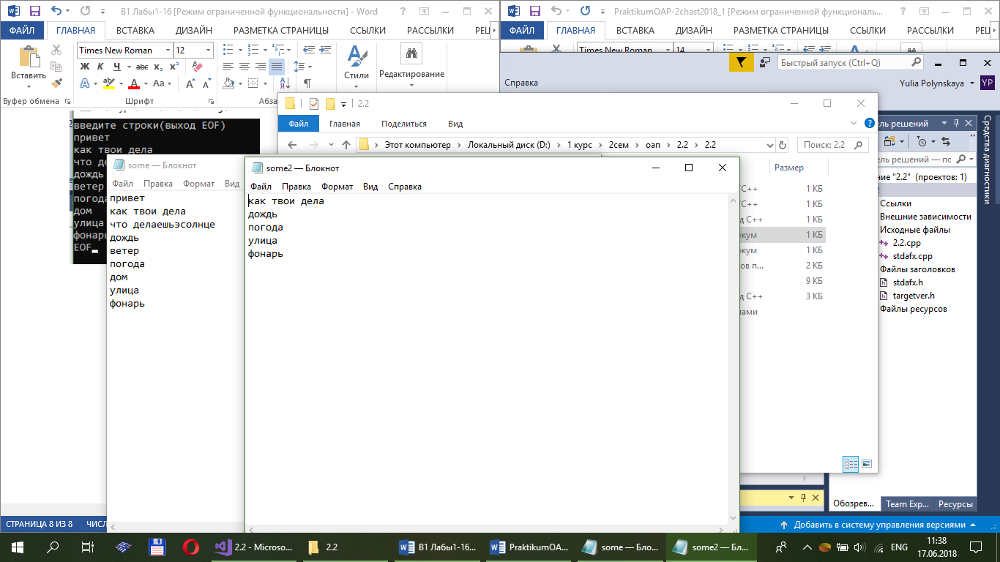 В1 Лабы1-16 [Режим ограниченной функциональности] - Word
ФАЙЛ ГЛАВНАЯ ВСТАВКА ДИЗАЙН РАЗМЕТКА СТРАНИЦЫ ССЫЛКИ РАССЫЛКИ РЕЦ
Times New Roman 12
Вставить
Ж К Ч abc x₂ x²
Стили
Редактирование
Буфер обмена Шрифт Абза
PraktikumOAP-2chast2018_1 [Режим ограниченной функциональ...
ФАЙЛ ГЛАВНАЯ ВСТАВКА ДИЗАЙН РАЗМЕТКА СТРАНИЦЫ ССЫЛКИ РАССЫЛКИ РЕЦ
Times New Roman 14
Быстрый запуск (Ctrl+Q)
Справка
Yulia Polynskaya YP
введите строки(выход EOF)
привет
как твои дела
что де
дождь
ветер
погода
дом
улица
фонарь
EOF
2.2
Файл Главная Поделиться Вид
Этот компьютер Локальный диск (D:) 1 курс 2сем оап 2.2 2.2
Поиск: 2.2
Размер
C++ 1 КБ
C++ 1 КБ
д C++ 1 КБ
окум 1 КБ
окум 1 КБ
ов п... 2 КБ
9 КБ
д C++ 3 КБ
лами
some — Блокнот
Файл Правка Формат Вид
привет
как твои дела
что делаешьэсолнце
дождь
ветер
погода
дом
улица
фонарь
some2 — Блокнот
Файл Правка Формат Вид Справка
как твои дела
дождь
погода
улица
фонарь
ль решений
ль решений — пс
ние "2.2" (проектов: 1)
Ссылки
Внешние зависимости
Исходные файлы
2.2.cpp
stdafx.cpp
Файлы заголовков
stdafx.h
targetver.h
Файлы ресурсов
Средства диагностики
Обозрев... Team Exp... Ресурсы
СТРАНИЦА 8 ИЗ 8 ЧИСЛ
Добавить в систему управления версиями
2.2 - Microso... 2.2 В1 Лабы1-16... PraktikumOA... some — Бло... some2 — Бл...
ENG
11:38
17.06.2018